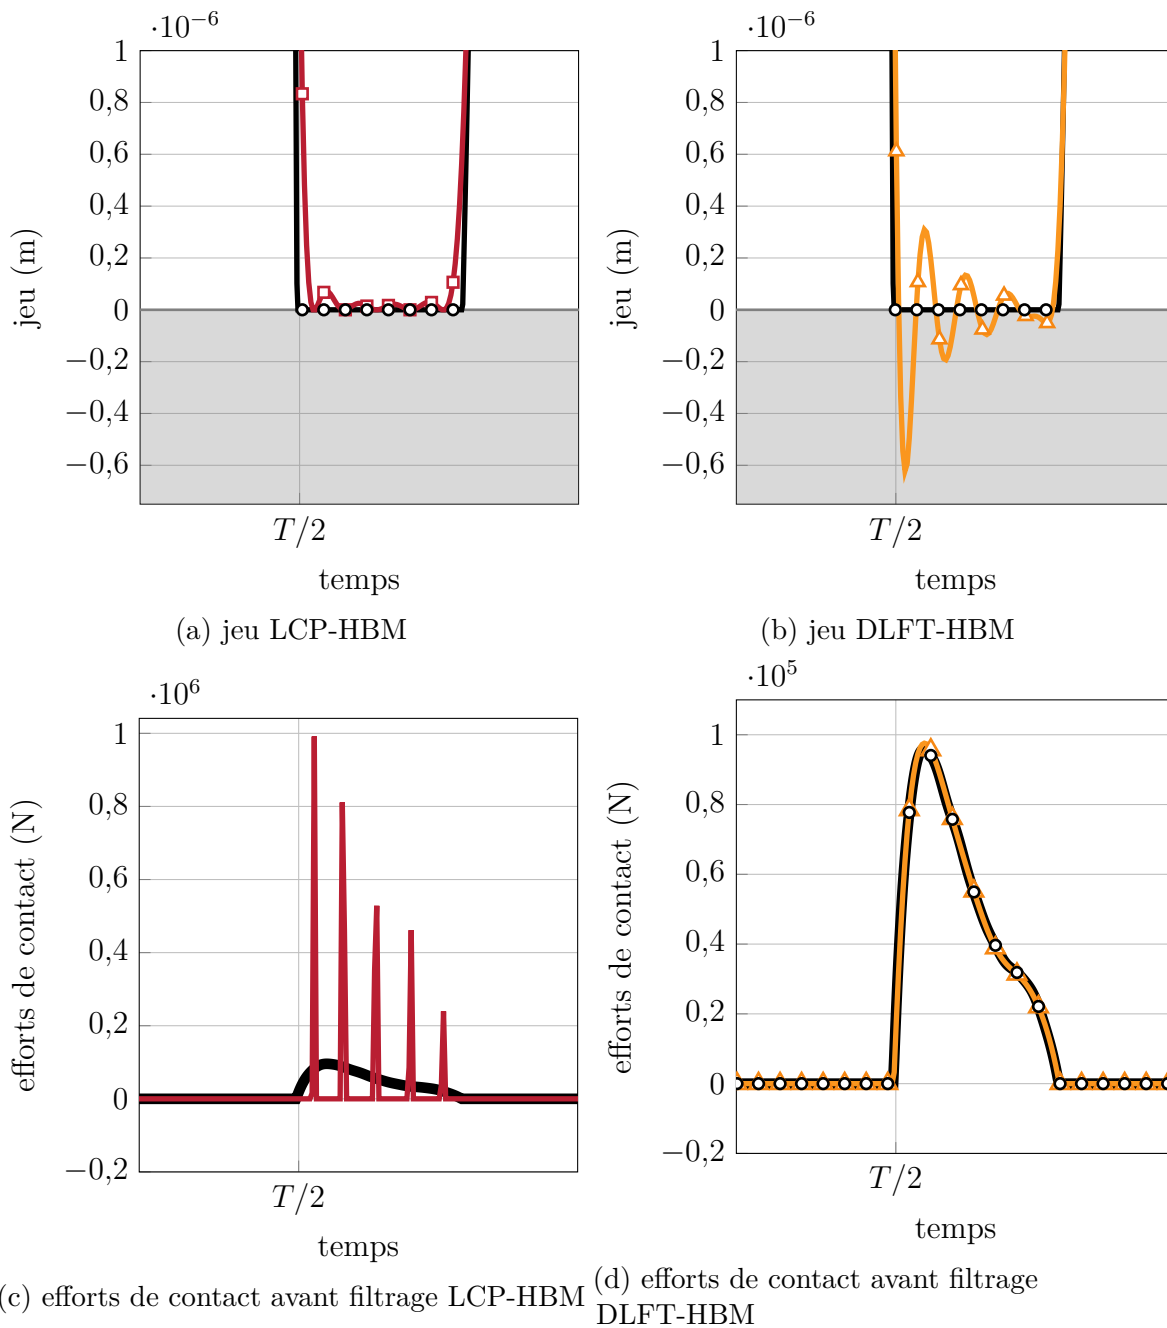 ·10⁻⁶
1
0,8
0,6
0,4
0,2
0
−0,2
−0,4
−0,6
jeu (m)
T/2
temps
(a) jeu LCP-HBM
·10⁻⁶
1
0,8
0,6
0,4
0,2
0
−0,2
−0,4
−0,6
jeu (m)
T/2
temps
(b) jeu DLFT-HBM
·10⁶
1
0,8
0,6
0,4
0,2
0
−0,2
efforts de contact (N)
T/2
temps
(c) efforts de contact avant filtrage LCP-HBM
·10⁵
1
0,8
0,6
0,4
0,2
0
−0,2
efforts de contact (N)
T/2
temps
(d) efforts de contact avant filtrage
DLFT-HBM